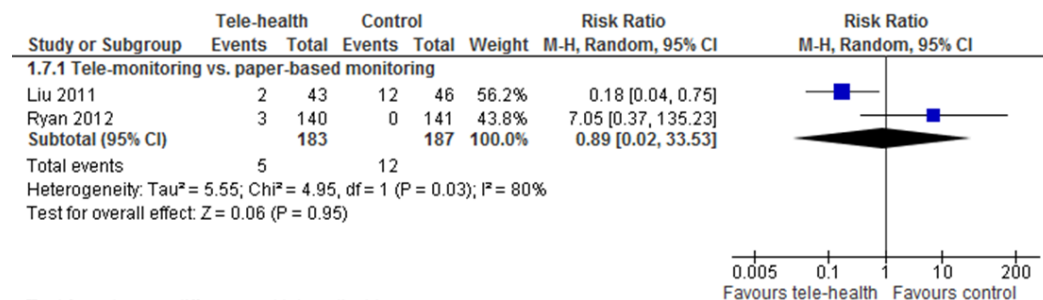 Tele-health Control Risk Ratio Risk Ratio
Study or Subgroup Events Total Events Total Weight M-H, Random, 95% CI M-H, Random, 95% CI
1.7.1 Tele-monitoring vs. paper-based monitoring
Liu 2011 2 43 12 46 56.2% 0.18 [0.04, 0.75]
Ryan 2012 3 140 0 141 43.8% 7.05 [0.37, 135.23]
Subtotal (95% CI) 183 187 100.0% 0.89 [0.02, 33.53]
Total events 5 12
Heterogeneity: Tau² = 5.55; Chi² = 4.95, df = 1 (P = 0.03); I² = 80%
Test for overall effect: Z = 0.06 (P = 0.95)
0.005 0.1 1 10 200
Favours tele-health Favours control